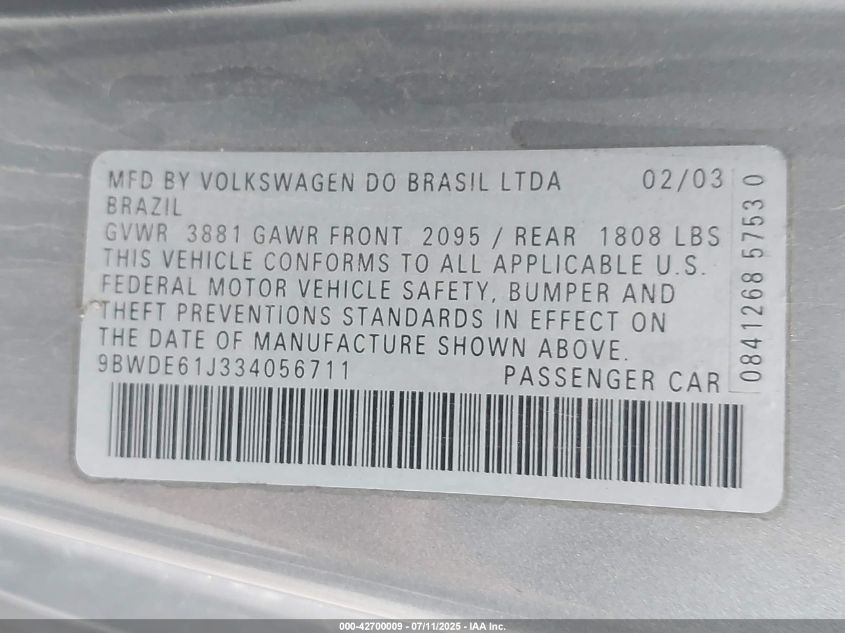 MFD BY VOLKSWAGEN DO BRASIL LTDA 02/03
BRAZIL
GVWR 3881 GAWR FRONT 2095 / REAR 1808 LBS
THIS VEHICLE CONFORMS TO ALL APPLICABLE U.S.
FEDERAL MOTOR VEHICLE SAFETY, BUMPER AND
THEFT PREVENTIONS STANDARDS IN EFFECT ON
THE DATE OF MANUFACTURE SHOWN ABOVE.
9BWDE61J334056711 PASSENGER CAR
0841268 5753 0
000-42700009 - 07/11/2025 - IAA Inc.